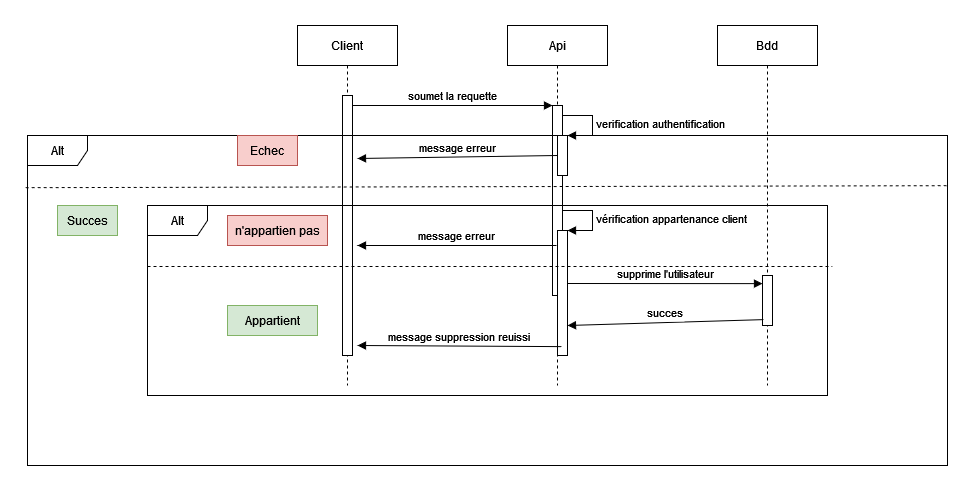 Client
Api
Bdd
soumet la requette
verification authentification
Alt
Echec
message erreur
Succes
Alt
n'appartien pas
vérification appartenance client
message erreur
supprime l'utilisateur
Appartient
succes
message suppression reuissi